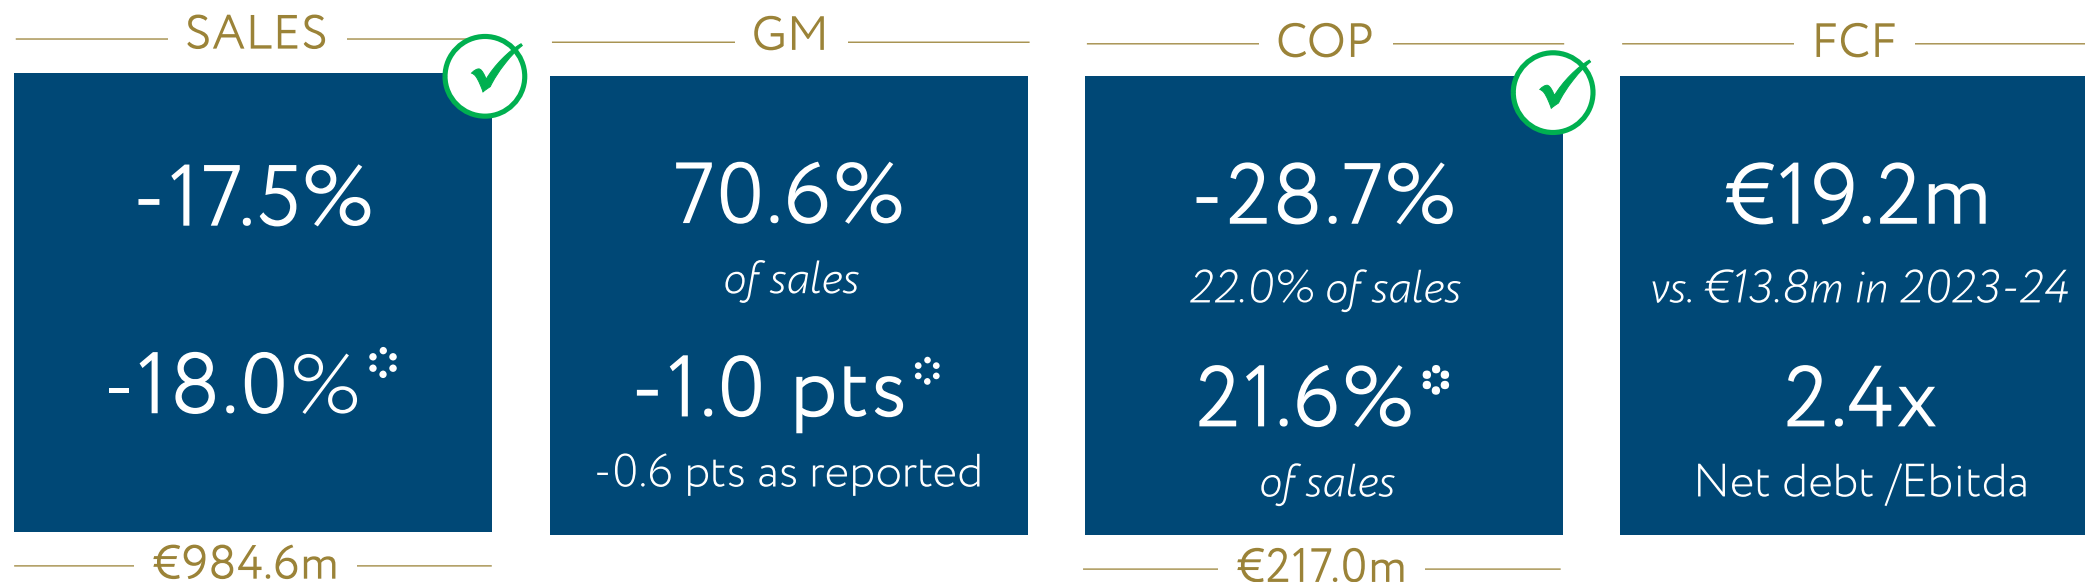 SALES
-17.5%
-18.0%*
€984.6m
GM
70.6%
of sales
-1.0 pts*
-0.6 pts as reported
COP
-28.7%
22.0% of sales
21.6%*
of sales
€217.0m
FCF
€19.2m
vs. €13.8m in 2023-24
2.4x
Net debt /Ebitda